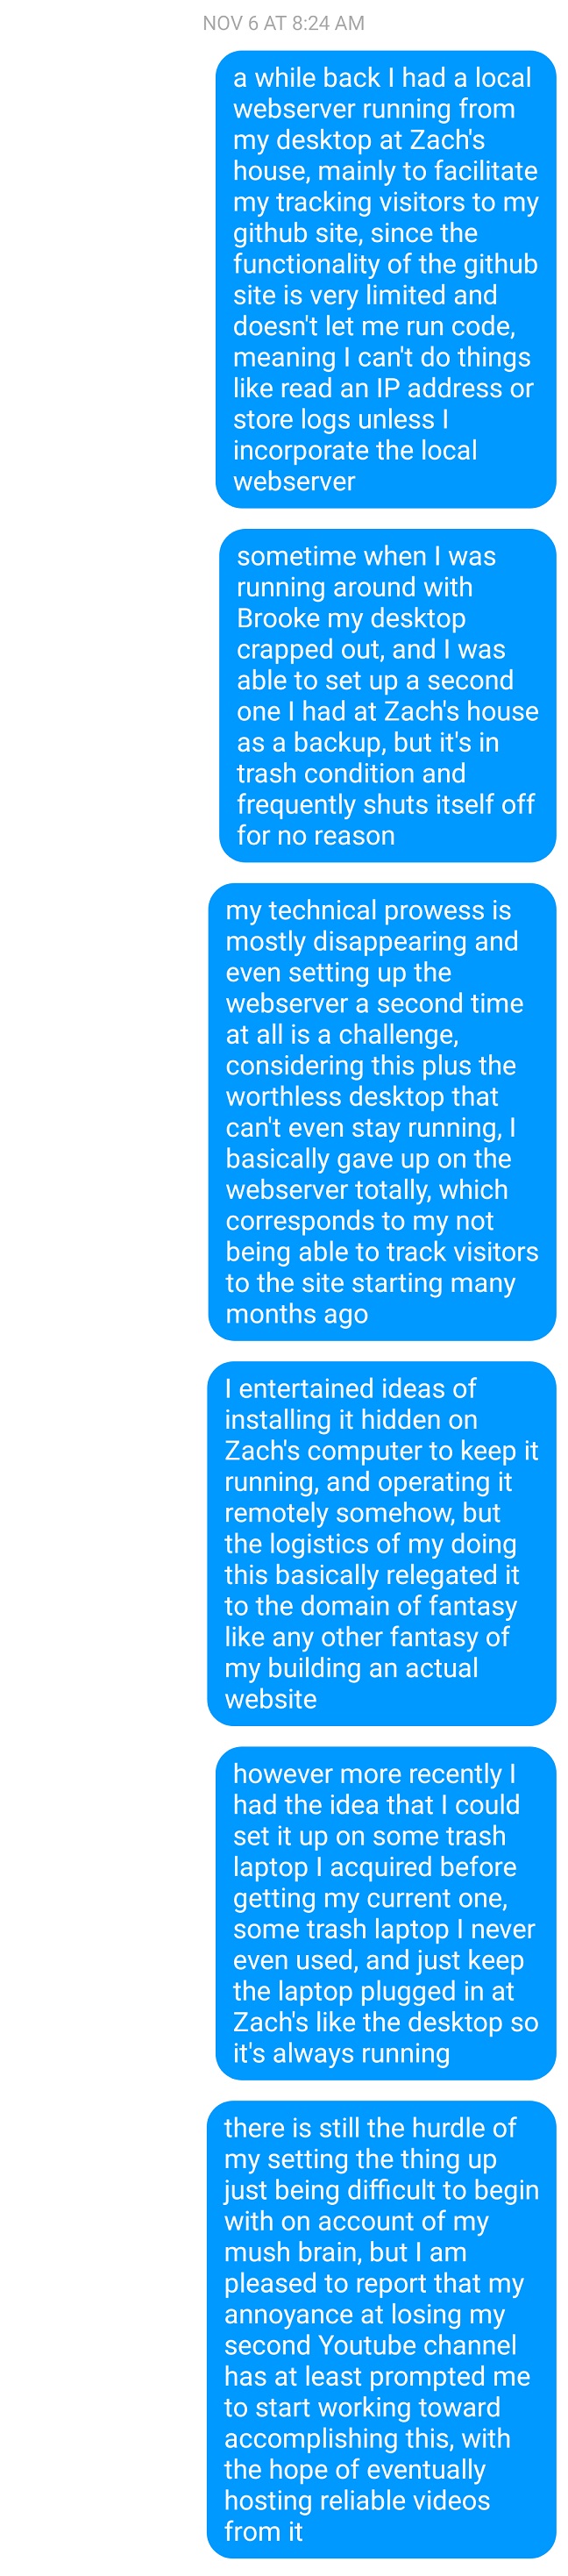 NOV 6 AT 8:24 AM
a while back I had a local
webserver running from
my desktop at Zach's
house, mainly to facilitate
my tracking visitors to my
github site, since the
functionality of the github
site is very limited and
doesn't let me run code,
meaning I can't do things
like read an IP address or
store logs unless I
incorporate the local
webserver
sometime when I was
running around with
Brooke my desktop
crapped out, and I was
able to set up a second
one I had at Zach's house
as a backup, but it's in
trash condition and
frequently shuts itself off
for no reason
my technical prowess is
mostly disappearing and
even setting up the
webserver a second time
at all is a challenge,
considering this plus the
worthless desktop that
can't even stay running, I
basically gave up on the
webserver totally, which
corresponds to my not
being able to track visitors
to the site starting many
months ago
I entertained ideas of
installing it hidden on
Zach's computer to keep it
running, and operating it
remotely somehow, but
the logistics of my doing
this basically relegated it
to the domain of fantasy
like any other fantasy of
my building an actual
website
however more recently I
had the idea that I could
set it up on some trash
laptop I acquired before
getting my current one,
some trash laptop I never
even used, and just keep
the laptop plugged in at
Zach's like the desktop so
it's always running
there is still the hurdle of
my setting the thing up
just being difficult to begin
with on account of my
mush brain, but I am
pleased to report that my
annoyance at losing my
second Youtube channel
has at least prompted me
to start working toward
accomplishing this, with
the hope of eventually
hosting reliable videos
from it